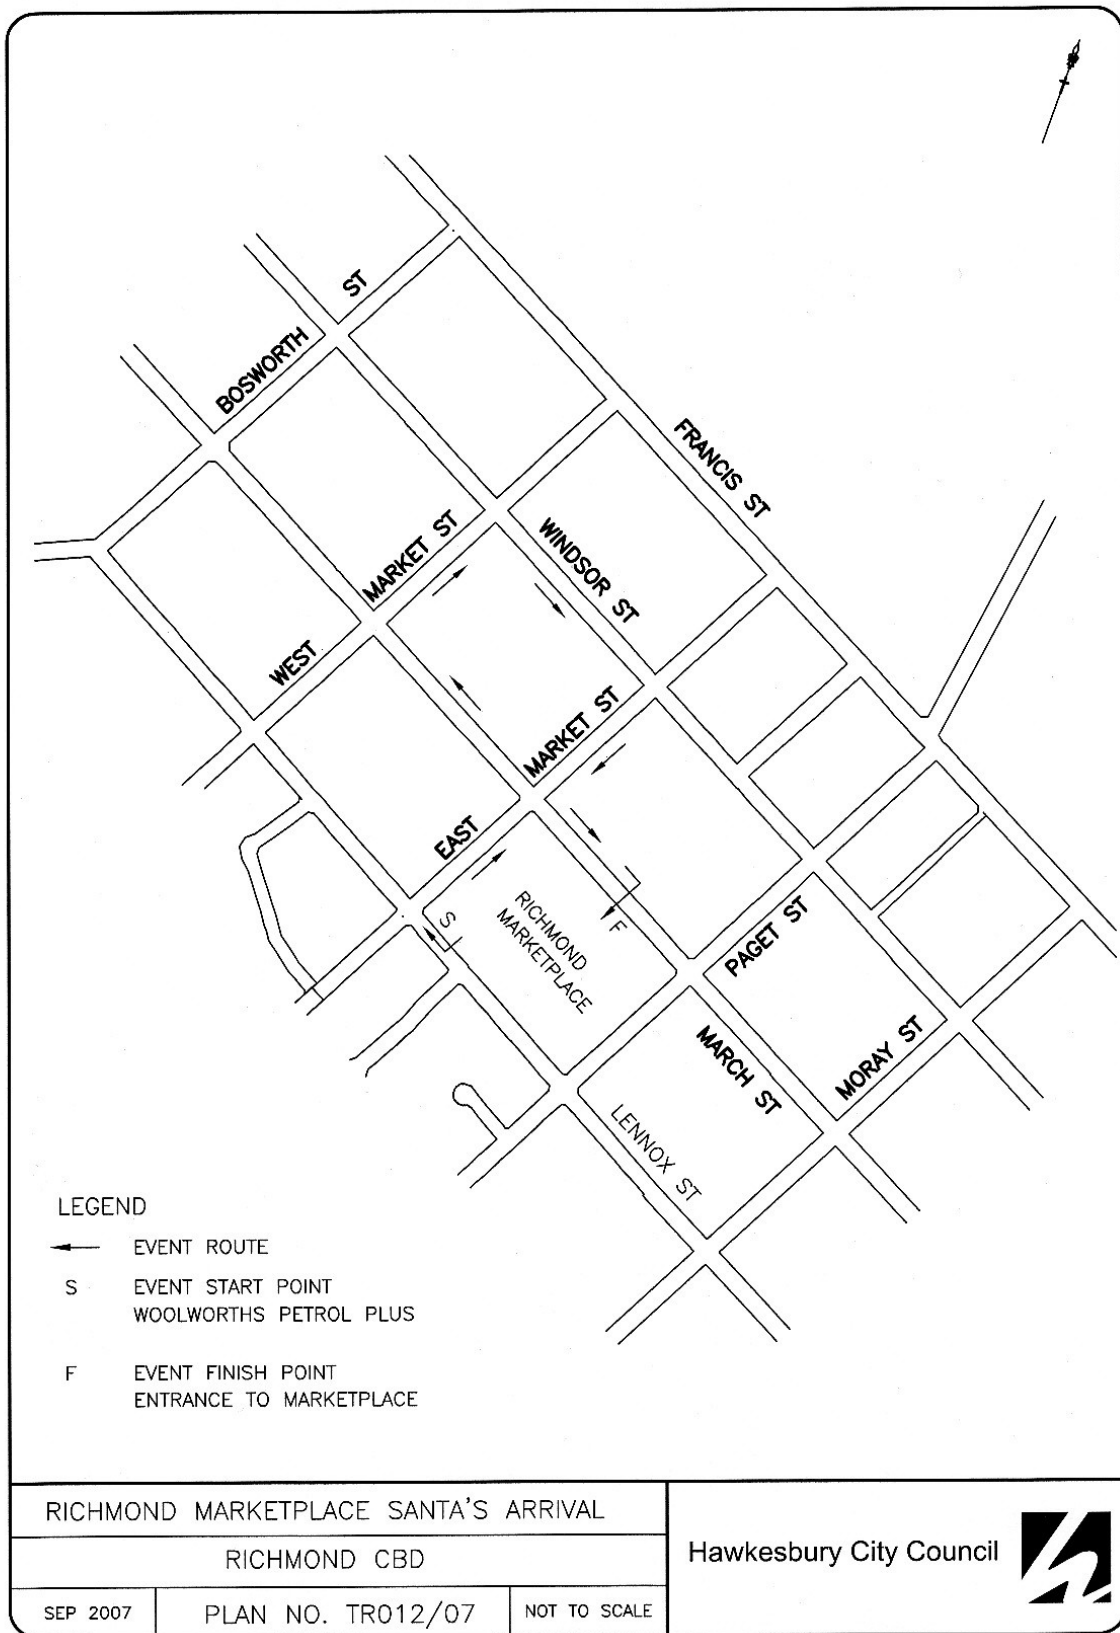 BOSWORTH ST
FRANCIS ST
WEST MARKET ST
WINDSOR ST
EAST MARKET ST
S
RICHMOND
MARKETPLACE
F
PAGET ST
MARCH ST
MORAY ST
LENNOX ST
LEGEND
EVENT ROUTE
S EVENT START POINT
WOOLWORTHS PETROL PLUS
F EVENT FINISH POINT
ENTRANCE TO MARKETPLACE
RICHMOND MARKETPLACE SANTA'S ARRIVAL
RICHMOND CBD
SEP 2007 PLAN NO. TR012/07 NOT TO SCALE
Hawkesbury City Council